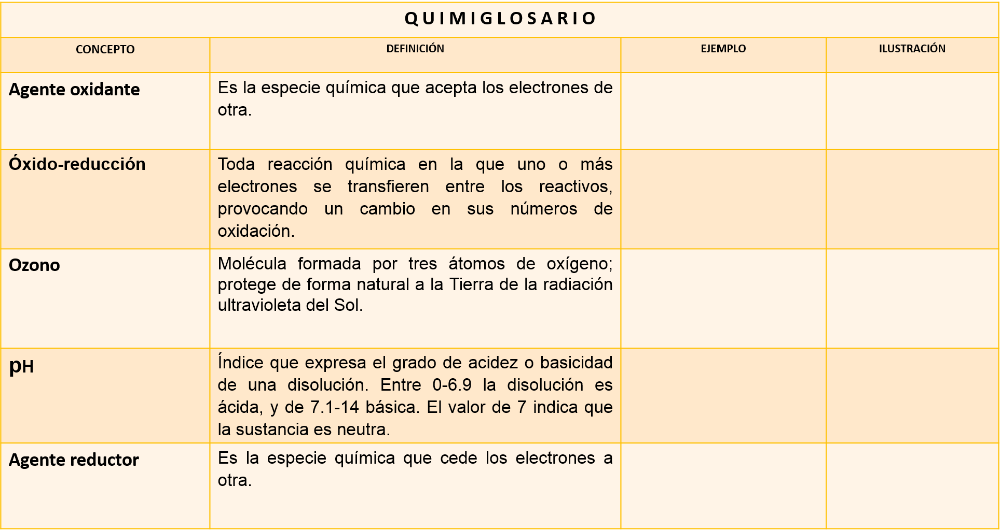 QUIMIGLOSARIO
CONCEPTO
DEFINICIÓN
EJEMPLO
ILUSTRACIÓN
Agente oxidante
Es la especie química que acepta los electrones de
otra.
Óxido-reducción
Toda reacción química en la que uno o más
electrones se transfieren entre los reactivos,
provocando un cambio en sus números de
oxidación.
Ozono
Molécula formada por tres átomos de oxígeno;
protege de forma natural a la Tierra de la radiación
ultravioleta del Sol.
pH
Índice que expresa el grado de acidez o basicidad
de una disolución. Entre 0-6.9 la disolución es
ácida, y de 7.1-14 básica. El valor de 7 indica que
la sustancia es neutra.
Agente reductor
Es la especie química que cede los electrones a
otra.